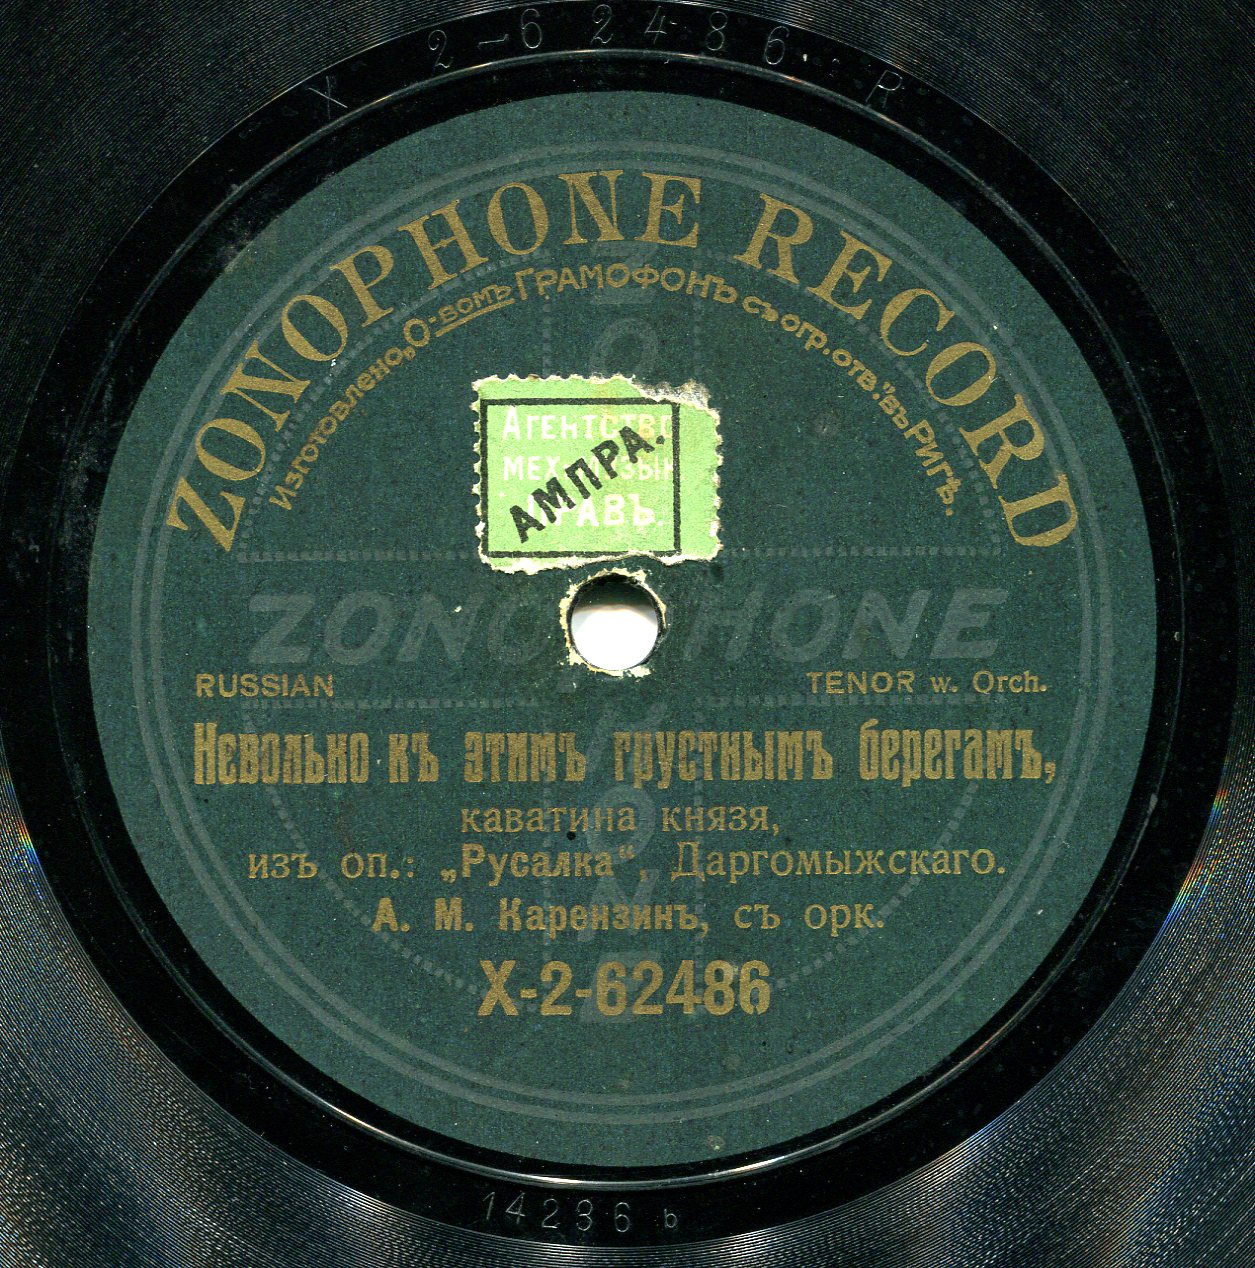 X 2-62486 R
ZONOPHONE RECORD
Изготовлено „О-вомъ ГРАМОФОНЪ съ огр. отв.“ въ Ригѣ.
АМПРА.
ZONOPHONE
RUSSIAN TENOR w. Orch.
Невольно къ этимъ грустнымъ берегамъ,
каватина князя,
изъ оп.: „Русалка“, Даргомыжскаго.
А. М. Карензинъ, съ орк.
X-2-62486
14236 b